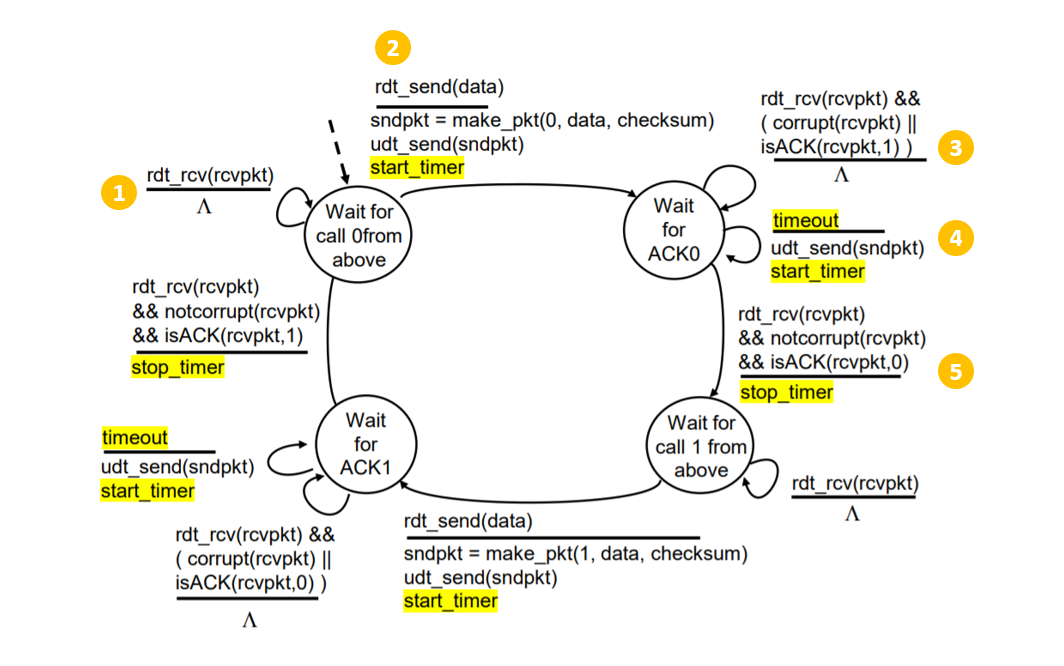 2
rdt_send(data)
sndpkt = make_pkt(0, data, checksum)
udt_send(sndpkt)
start_timer
rdt_rcv(rcvpkt) &&
( corrupt(rcvpkt) ||
isACK(rcvpkt,1) )
3
Λ
1
rdt_rcv(rcvpkt)
Λ
Wait for
call 0from
above
Wait
for
ACK0
timeout
udt_send(sndpkt)
start_timer
4
rdt_rcv(rcvpkt)
&& notcorrupt(rcvpkt)
&& isACK(rcvpkt,1)
stop_timer
rdt_rcv(rcvpkt)
&& notcorrupt(rcvpkt)
&& isACK(rcvpkt,0)
stop_timer
5
timeout
udt_send(sndpkt)
start_timer
Wait
for
ACK1
Wait for
call 1 from
above
rdt_rcv(rcvpkt)
Λ
rdt_rcv(rcvpkt) &&
( corrupt(rcvpkt) ||
isACK(rcvpkt,0) )
Λ
rdt_send(data)
sndpkt = make_pkt(1, data, checksum)
udt_send(sndpkt)
start_timer